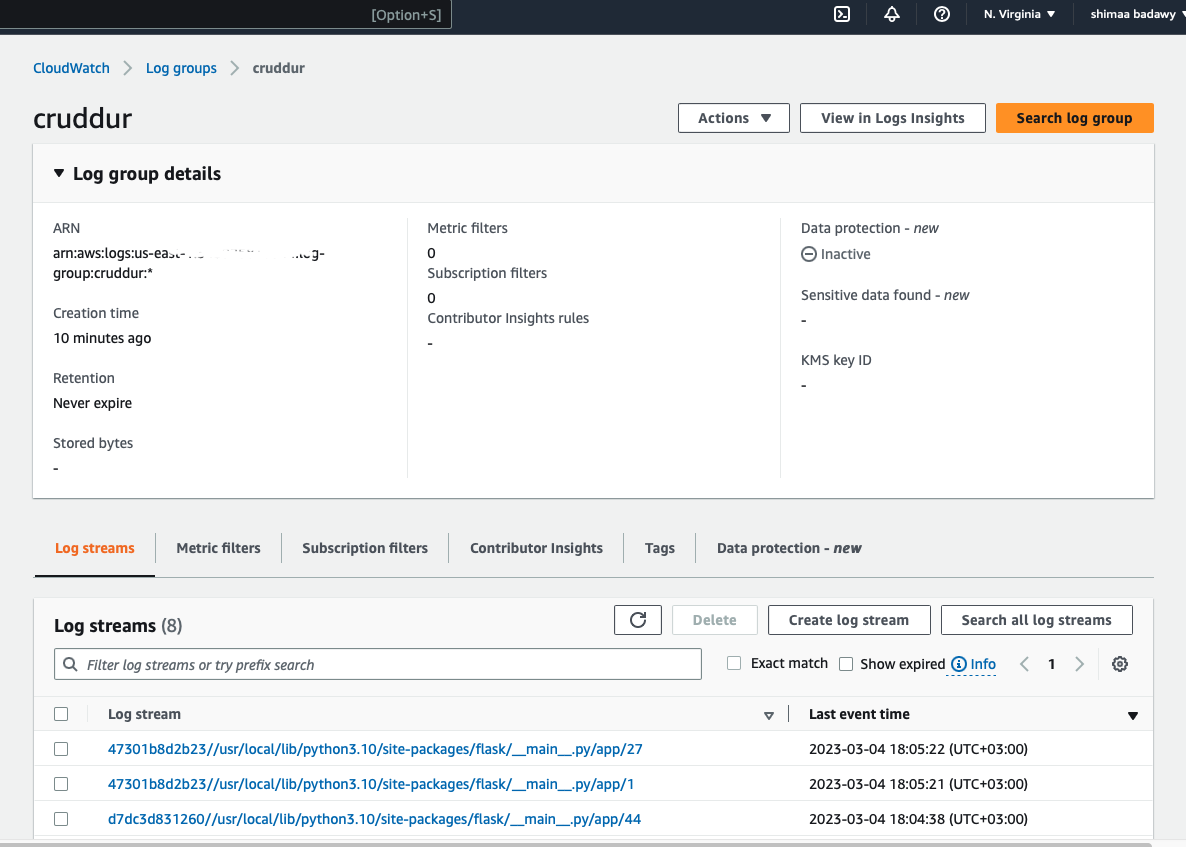 [Option+S]
N. Virginia ▼
shimaa badawy
CloudWatch > Log groups > cruddur
cruddur
Actions ▼
View in Logs Insights
Search log group
▼ Log group details
ARN
arn:aws:logs:us-east-
group:cruddur:*
Creation time
10 minutes ago
Retention
Never expire
Stored bytes
-
Metric filters
0
Subscription filters
0
Contributor Insights rules
-
Data protection - new
Inactive
Sensitive data found - new
-
KMS key ID
-
Log streams
Metric filters
Subscription filters
Contributor Insights
Tags
Data protection - new
Log streams (8)
Delete
Create log stream
Search all log streams
Filter log streams or try prefix search
Exact match
Show expired
Info
1
Log stream
Last event time
47301b8d2b23//usr/local/lib/python3.10/site-packages/flask/__main__.py/app/27 2023-03-04 18:05:22 (UTC+03:00)
47301b8d2b23//usr/local/lib/python3.10/site-packages/flask/__main__.py/app/1 2023-03-04 18:05:21 (UTC+03:00)
d7dc3d831260//usr/local/lib/python3.10/site-packages/flask/__main__.py/app/44 2023-03-04 18:04:38 (UTC+03:00)